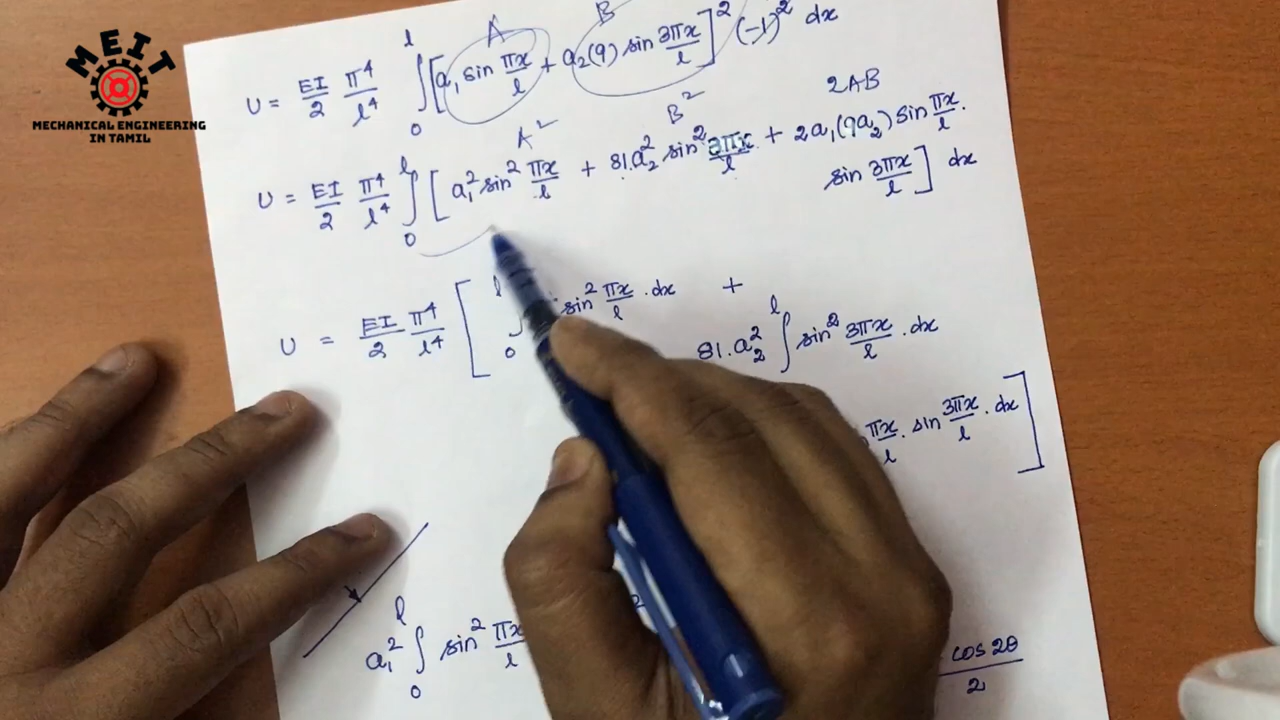 MEIT
MECHANICAL ENGINEERING
IN TAMIL
A B
U = EI/2 π⁴/l⁴ ∫₀ˡ [a₁ sin πx/l + a₂(9) sin 3πx/l]² (-1)² dx
A² B² 2AB
U = EI/2 π⁴/l⁴ ∫₀ˡ [a₁² sin² πx/l + 81.a₂² sin² 3πx/l + 2a₁(9a₂) sin πx/l .
sin 3πx/l] dx
U = EI/2 π⁴/l⁴ [ ∫₀ˡ sin² πx/l . dx +
81.a₂² ∫ˡ sin² 3πx/l . dx
πx/l . sin 3πx/l . dx ]
a₁² ∫₀ˡ sin² πx/l
cos 2θ/2